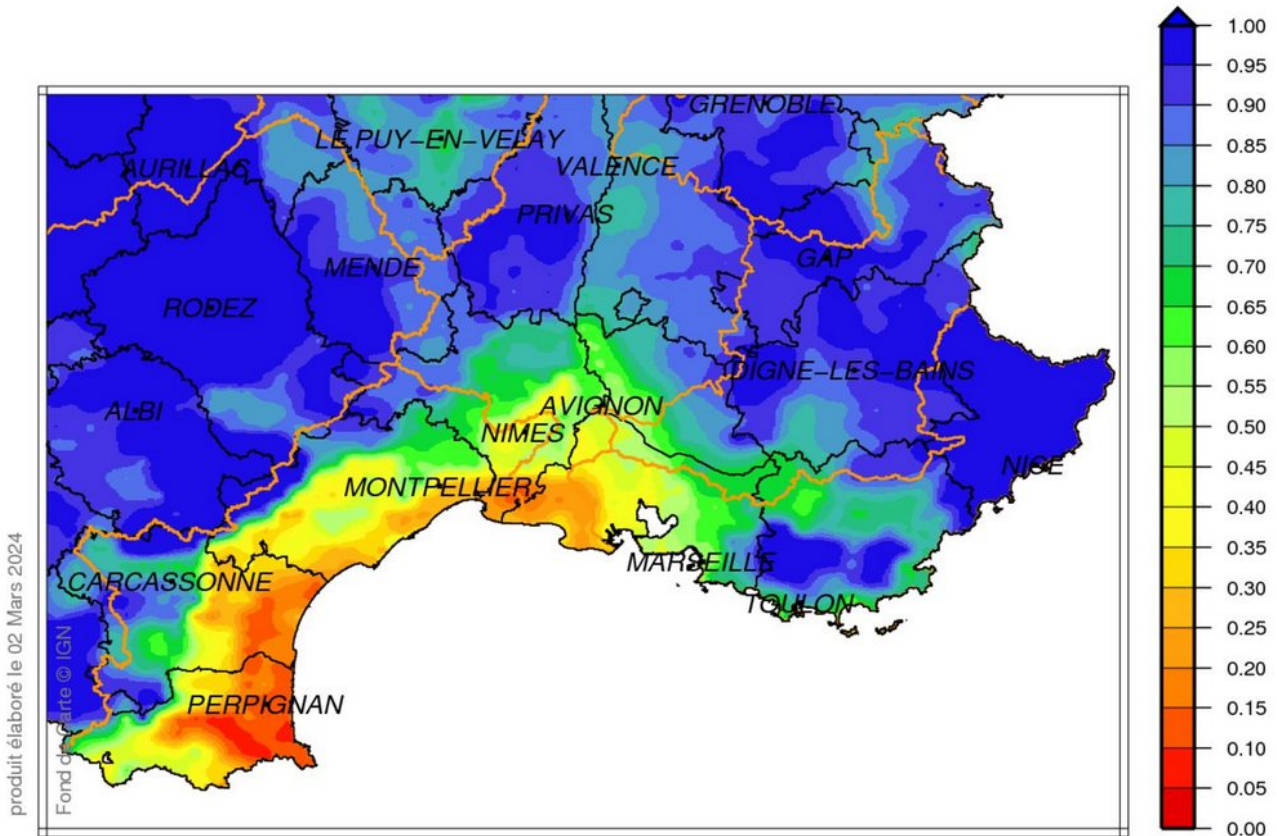 GRENOBLE
LE PUY-EN-VELAY
AURILLAC
VALENCE
PRIVAS
MENDE
GAP
RODEZ
DIGNE-LES-BAINS
ALBI
AVIGNON
NIMES
NICE
MONTPELLIER
MARSEILLE
CARCASSONNE
TOULON
PERPIGNAN
produit élaboré le 02 Mars 2024
Fond de Carte © IGN
1.00
0.95
0.90
0.85
0.80
0.75
0.70
0.65
0.60
0.55
0.50
0.45
0.40
0.35
0.30
0.25
0.20
0.15
0.10
0.05
0.00